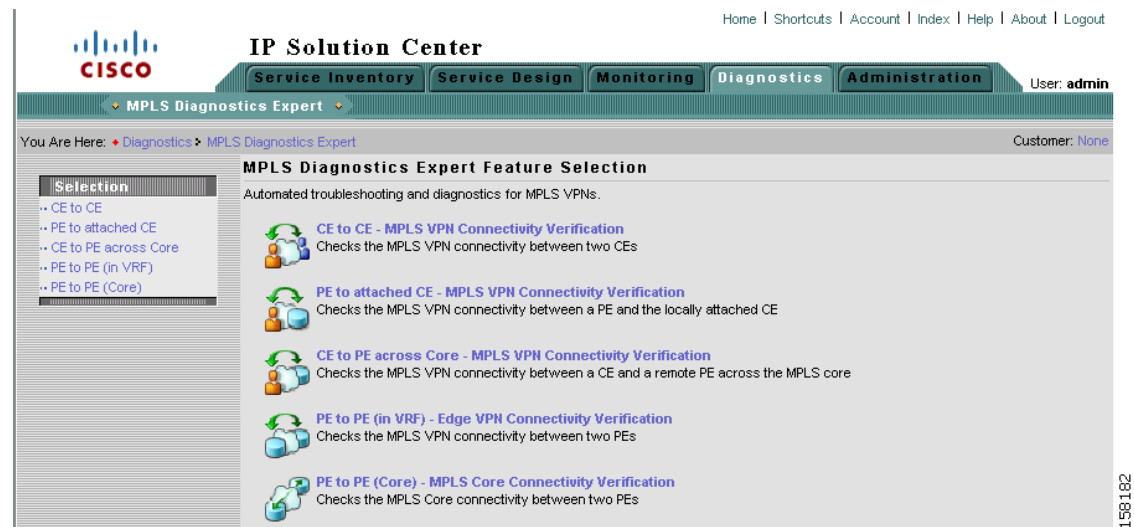 Home | Shortcuts | Account | Index | Help | About | Logout
CISCO
IP Solution Center
Service Inventory Service Design Monitoring Diagnostics Administration
User: admin
MPLS Diagnostics Expert
You Are Here: Diagnostics MPLS Diagnostics Expert
Customer: None
Selection
CE to CE
PE to attached CE
CE to PE across Core
PE to PE (in VRF)
PE to PE (Core)
MPLS Diagnostics Expert Feature Selection
Automated troubleshooting and diagnostics for MPLS VPNs.
CE to CE - MPLS VPN Connectivity Verification
Checks the MPLS VPN connectivity between two CEs
PE to attached CE - MPLS VPN Connectivity Verification
Checks the MPLS VPN connectivity between a PE and the locally attached CE
CE to PE across Core - MPLS VPN Connectivity Verification
Checks the MPLS VPN connectivity between a CE and a remote PE across the MPLS core
PE to PE (in VRF) - Edge VPN Connectivity Verification
Checks the MPLS VPN connectivity between two PEs
PE to PE (Core) - MPLS Core Connectivity Verification
Checks the MPLS Core connectivity between two PEs
158182